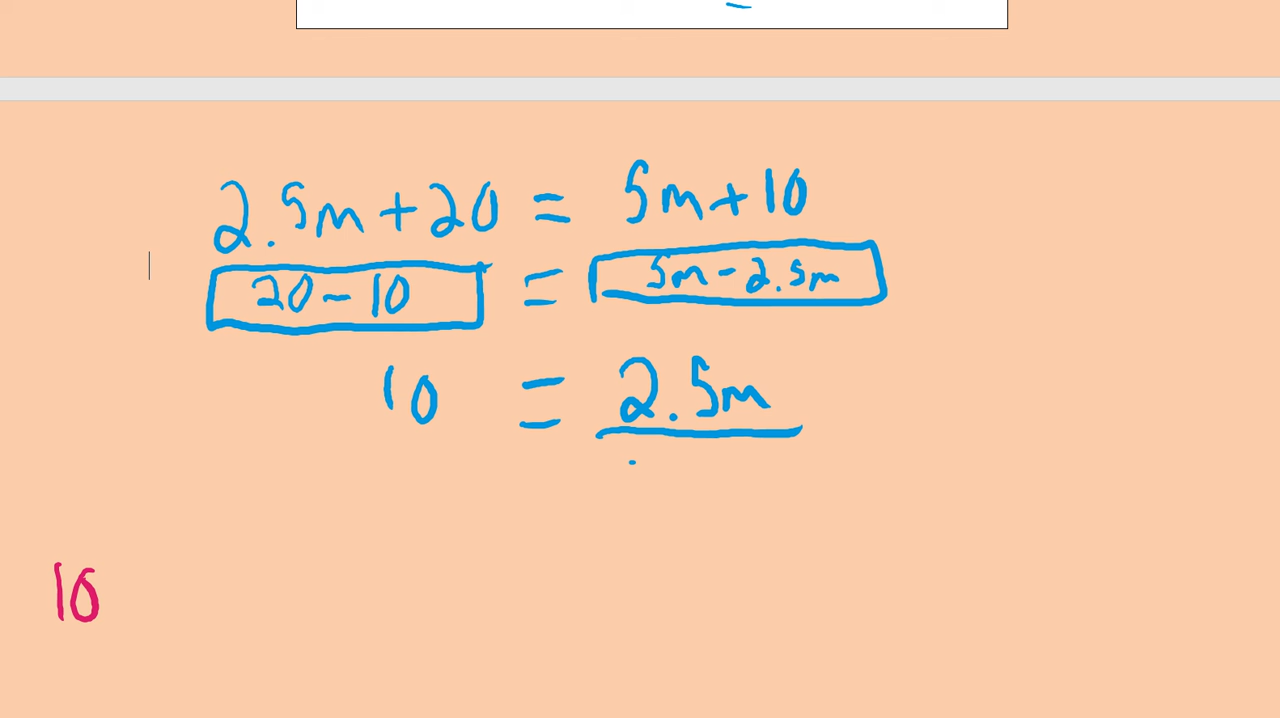 2.5m+20 = 5m+10
20-10 = 5m-2.5m
10 = 2.5m
10